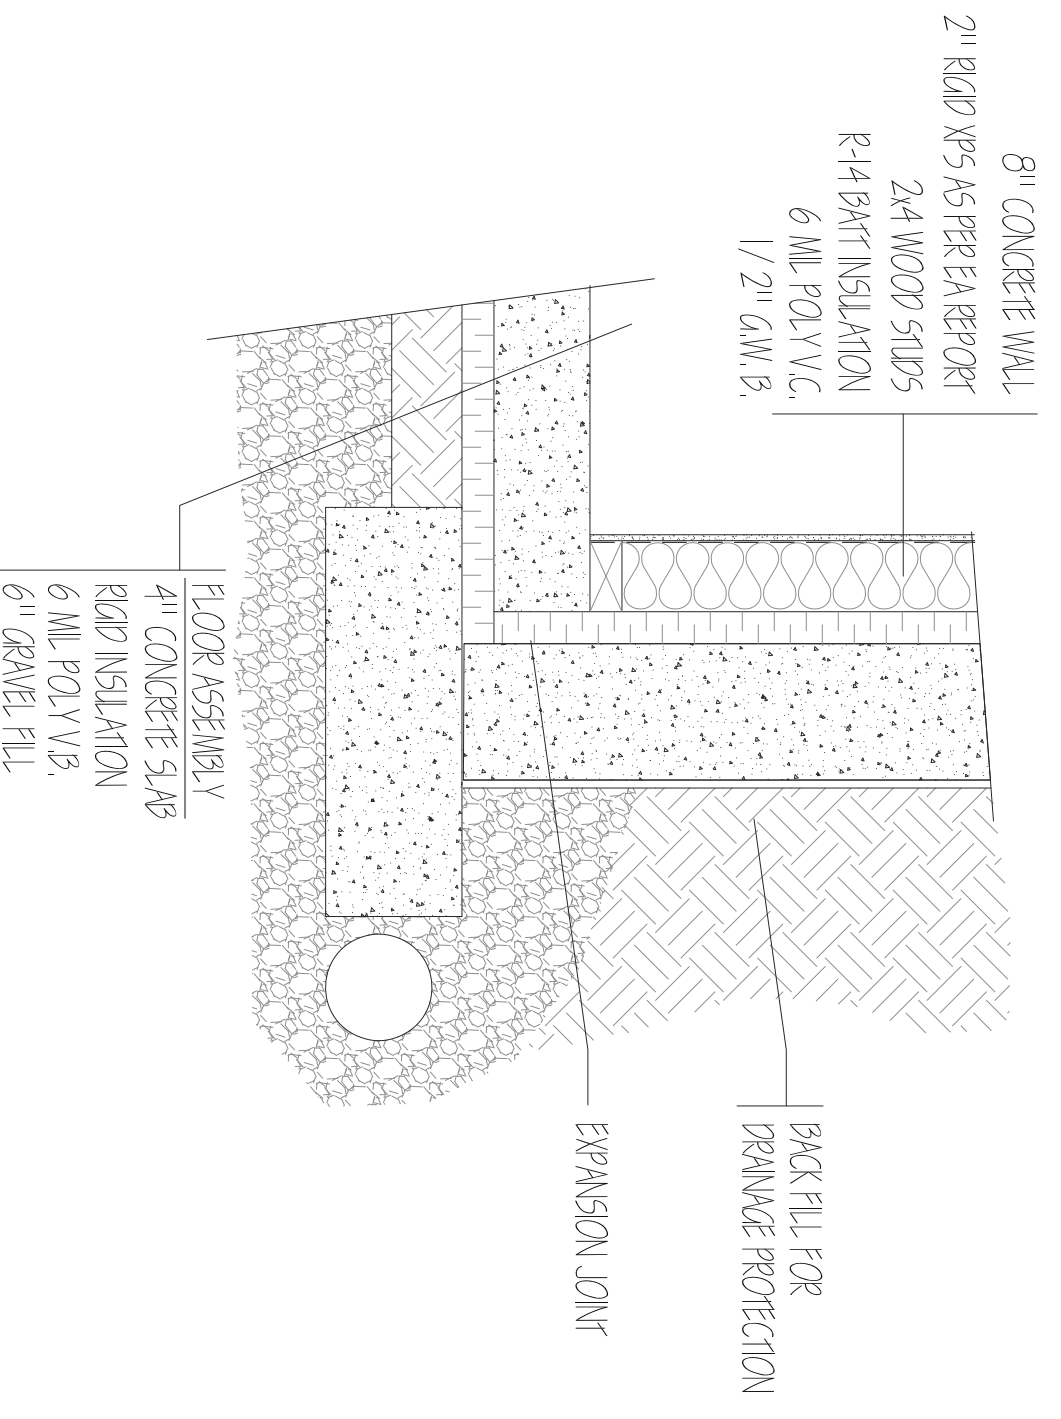 8" CONCRETE WALL
2" RIGID XPS AS PER EA REPORT
2x4 WOOD STUDS
R-14 BATT INSULATION
6 MIL POLY V.C.
1/2" G.W.B.
BACK FILL FOR
DRAINAGE PROTECTION
EXPANSION JOINT
FLOOR ASSEMBLY
4" CONCRETE SLAB
RIGID INSULATION
6 MIL POLY V.B.
6" GRAVEL FILL